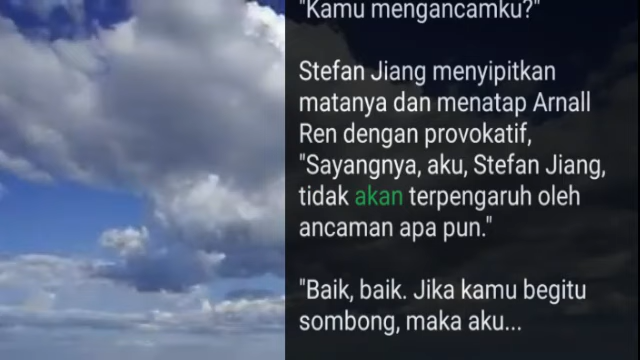 "Kamu mengancamku?"
Stefan Jiang menyipitkan
matanya dan menatap Arnall
Ren dengan provokatif,
"Sayangnya, aku, Stefan Jiang,
tidak akan terpengaruh oleh
ancaman apa pun."
"Baik, baik. Jika kamu begitu
sombong, maka aku...